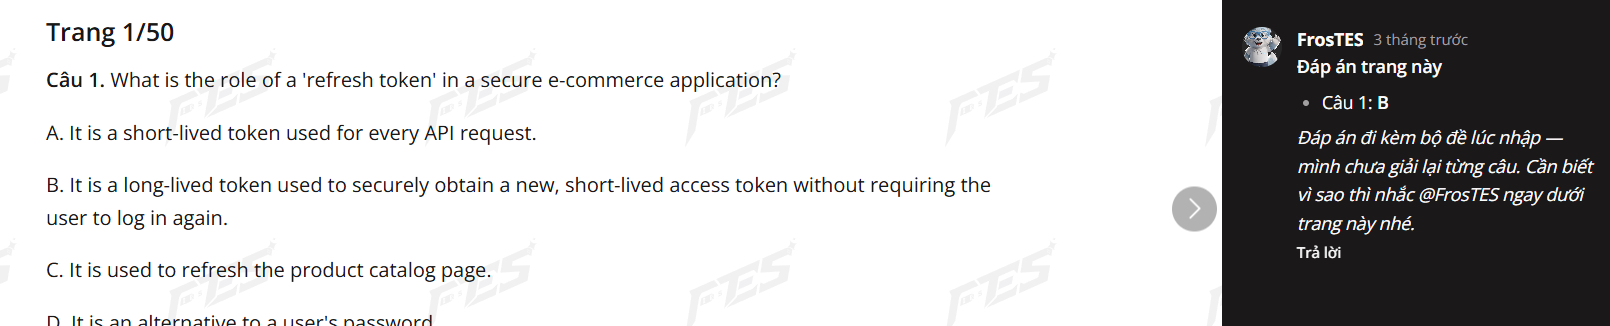 Trang 1/50
Câu 1. What is the role of a 'refresh token' in a secure e-commerce application?
A. It is a short-lived token used for every API request.
B. It is a long-lived token used to securely obtain a new, short-lived access token without requiring the
user to log in again.
C. It is used to refresh the product catalog page.
D. It is an alternative to a user's password.
FrosTES 3 tháng trước
Đáp án trang này
• Câu 1: B
Đáp án đi kèm bộ đề lúc nhập —
mình chưa giải lại từng câu. Cần biết
vì sao thì nhắc @FrosTES ngay dưới
trang này nhé.
Trả lời
FES